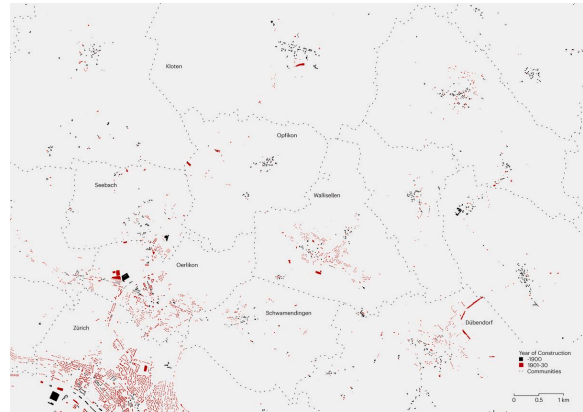 Kloten
Opfikon
Seebach
Wallisellen
Oerlikon
Schwamendingen
Zürich
Dübendorf
Year of Construction
-1900
1901-30
Communities
0 0.5 1 km